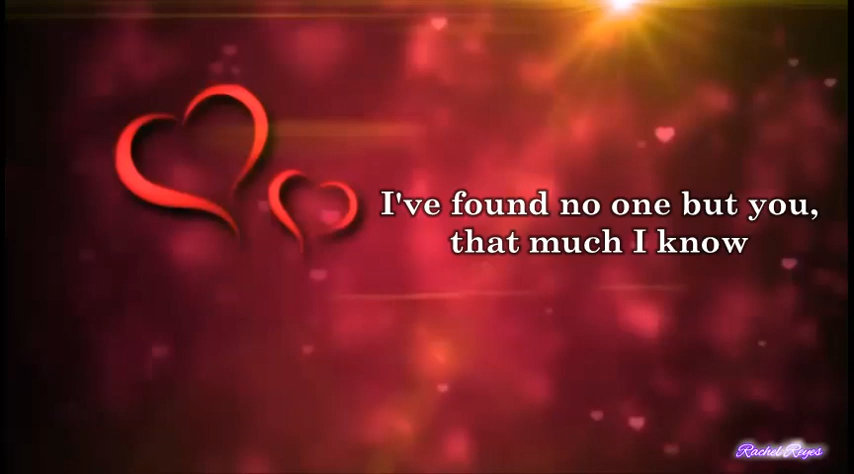 I've found no one but you,
that much I know
Rachel Reyes